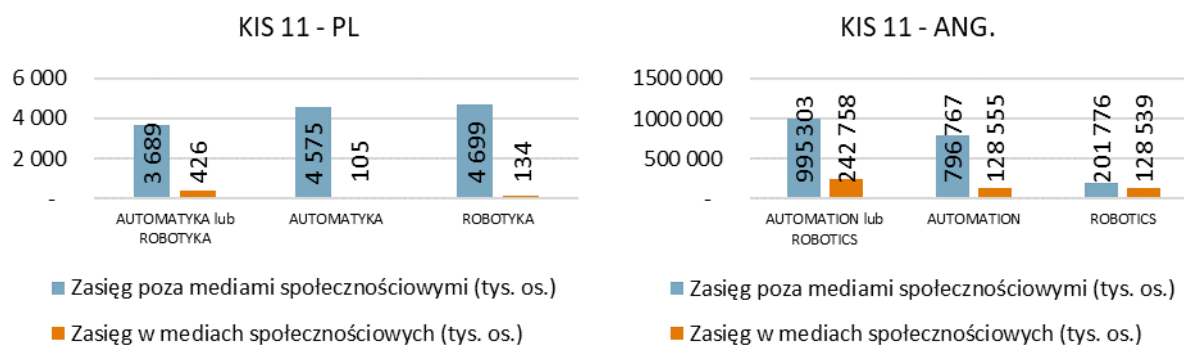 KIS 11 - PL
6 000
4 000
2 000
-
3 689
426
4 575
105
4 699
134
AUTOMATYKA lub
ROBOTYKA
AUTOMATYKA
ROBOTYKA
Zasięg poza mediami społecznościowymi (tys. os.)
Zasięg w mediach społecznościowych (tys. os.)
KIS 11 - ANG.
1500 000
1000 000
500 000
-
995 303
242 758
796 767
128 555
201 776
128 539
AUTOMATION lub
ROBOTICS
AUTOMATION
ROBOTICS
Zasięg poza mediami społecznościowymi (tys. os.)
Zasięg w mediach społecznościowych (tys. os.)